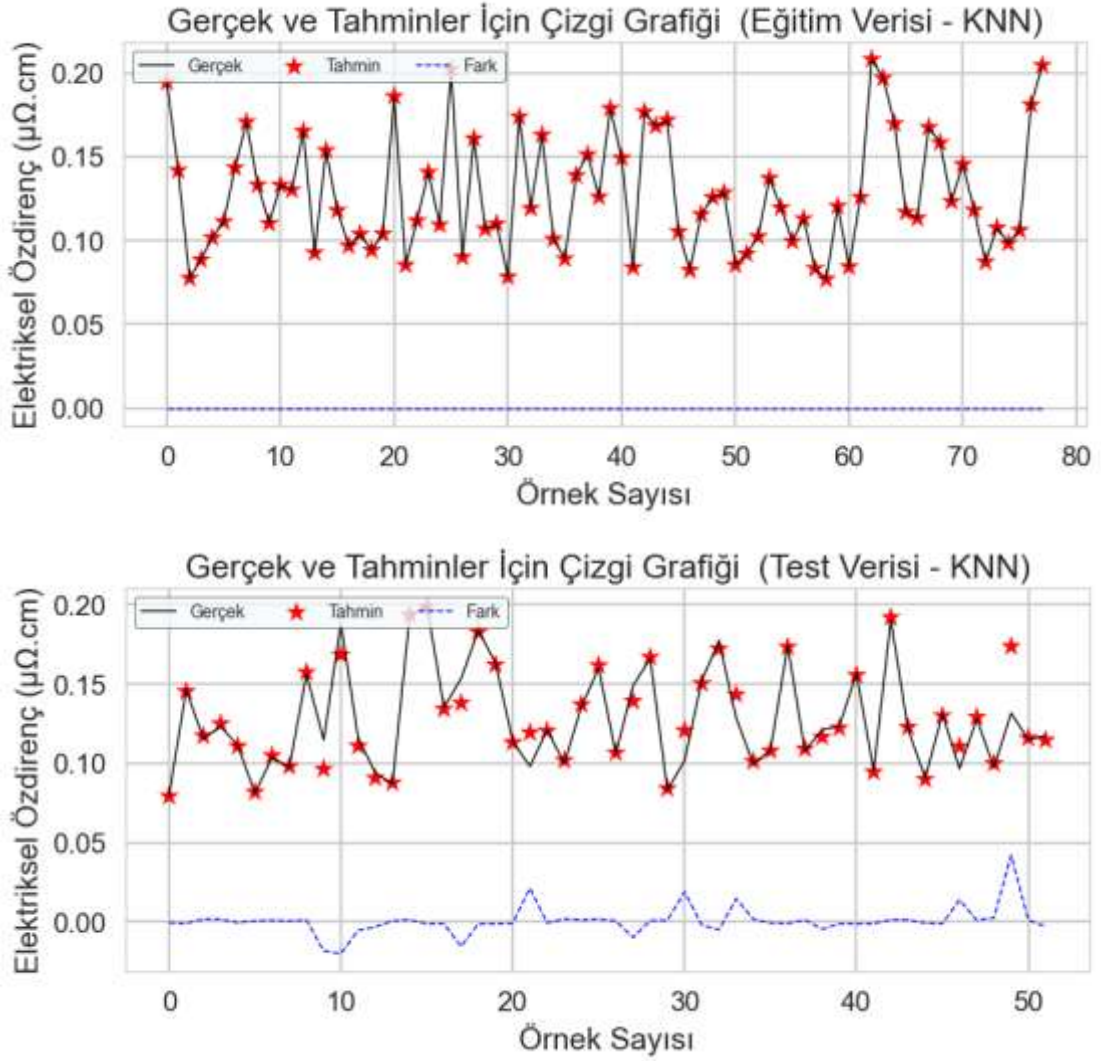 Gerçek ve Tahminler İçin Çizgi Grafiği (Eğitim Verisi - KNN)
Gerçek Tahmin Fark
Elektriksel Özdirenç (μΩ.cm)
0.20
0.15
0.10
0.05
0.00
0 10 20 30 40 50 60 70 80
Örnek Sayısı
Gerçek ve Tahminler İçin Çizgi Grafiği (Test Verisi - KNN)
Gerçek Tahmin Fark
Elektriksel Özdirenç (μΩ.cm)
0.20
0.15
0.10
0.05
0.00
0 10 20 30 40 50
Örnek Sayısı